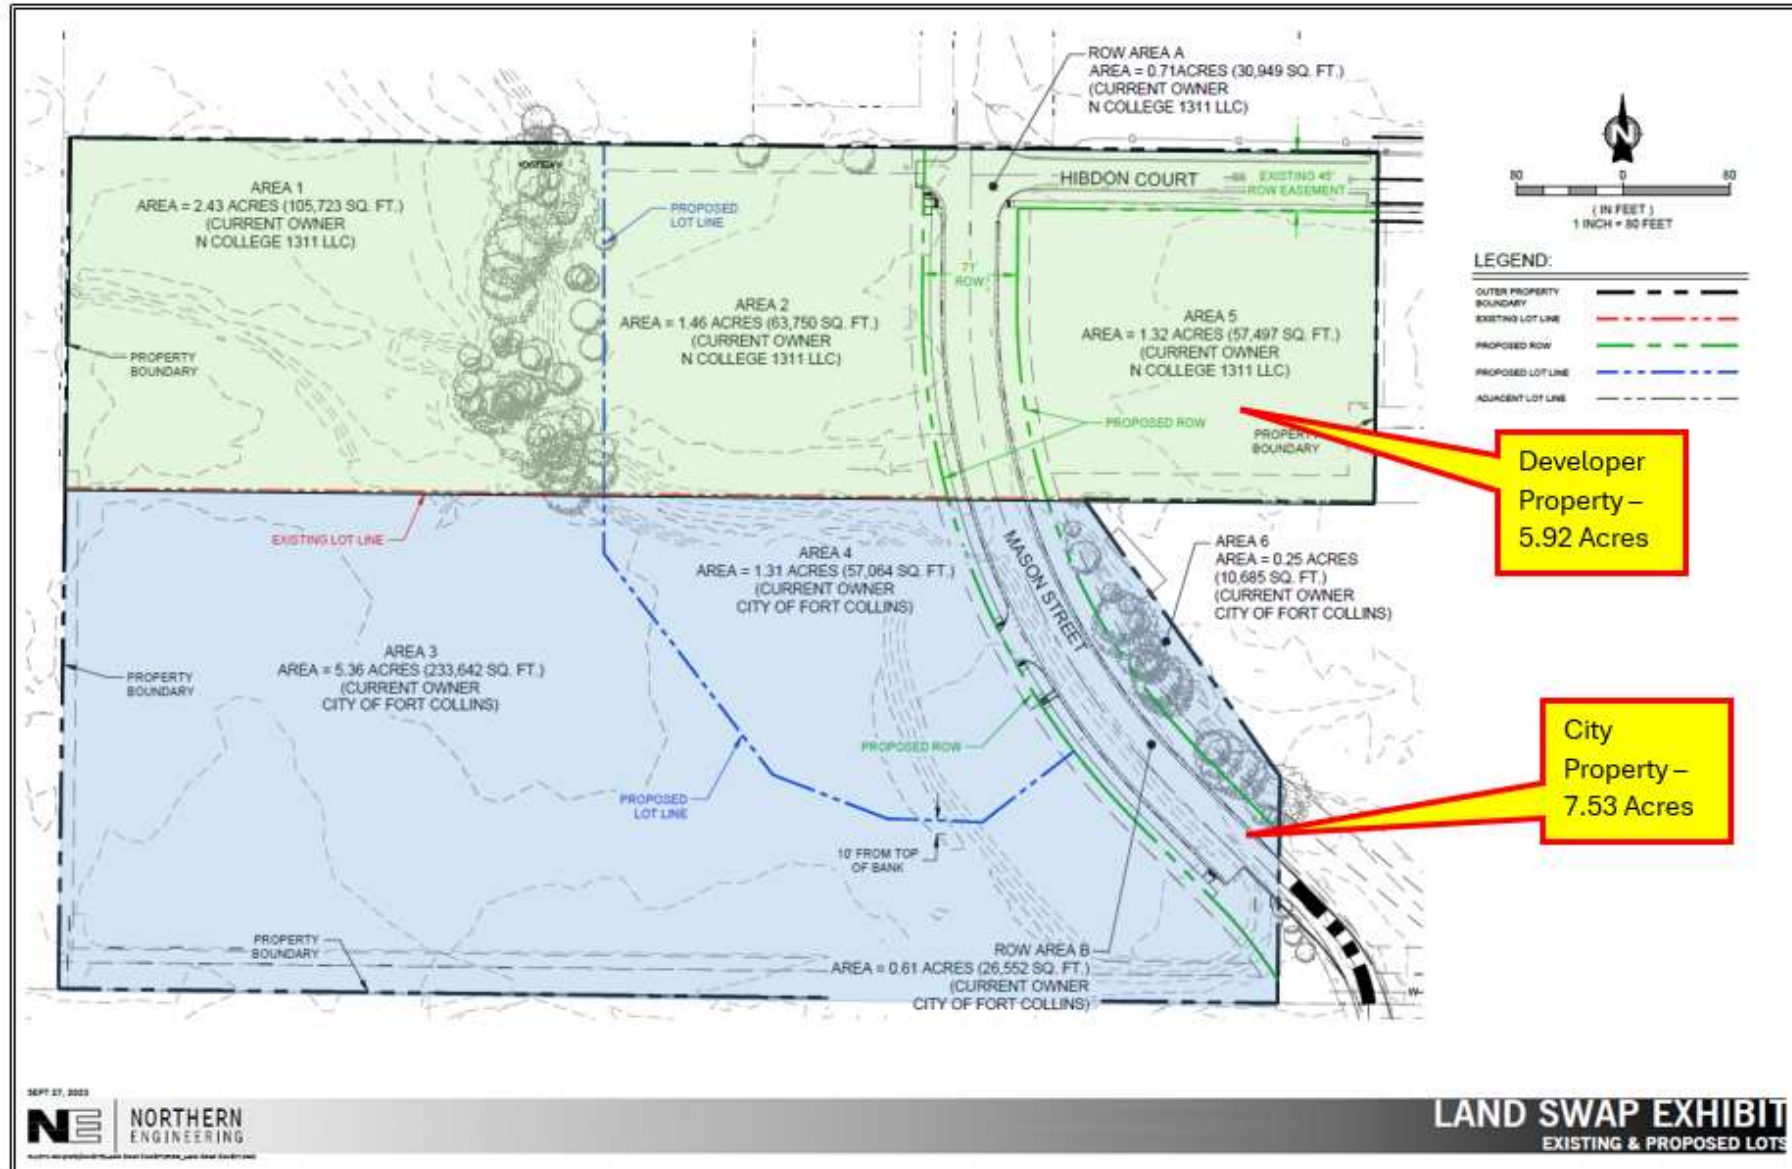 ROW AREA A
AREA = 0.71ACRES (30,949 SQ. FT.)
(CURRENT OWNER
N COLLEGE 1311 LLC)
AREA 1
AREA = 2.43 ACRES (105,723 SQ. FT.)
(CURRENT OWNER
N COLLEGE 1311 LLC)
PROPOSED
LOT LINE
HIBDON COURT
EXISTING 45'
ROW EASEMENT
71'
ROW
AREA 2
AREA = 1.46 ACRES (63,750 SQ. FT.)
(CURRENT OWNER
N COLLEGE 1311 LLC)
AREA 5
AREA = 1.32 ACRES (57,497 SQ. FT.)
(CURRENT OWNER
N COLLEGE 1311 LLC)
PROPERTY
BOUNDARY
PROPOSED ROW
PROPERTY
BOUNDARY
N
80
0
80
( IN FEET )
1 INCH = 80 FEET
LEGEND:
OUTER PROPERTY
BOUNDARY
EXISTING LOT LINE
PROPOSED ROW
PROPOSED LOT LINE
ADJACENT LOT LINE
Developer
Property –
5.92 Acres
EXISTING LOT LINE
AREA 4
AREA = 1.31 ACRES (57,064 SQ. FT.)
(CURRENT OWNER
CITY OF FORT COLLINS)
MASON STREET
AREA 6
AREA = 0.25 ACRES
(10,685 SQ. FT.)
(CURRENT OWNER
CITY OF FORT COLLINS)
AREA 3
AREA = 5.36 ACRES (233,642 SQ. FT.)
(CURRENT OWNER
CITY OF FORT COLLINS)
PROPERTY
BOUNDARY
PROPOSED ROW
PROPOSED
LOT LINE
10' FROM TOP
OF BANK
City
Property –
7.53 Acres
PROPERTY
BOUNDARY
ROW AREA B
AREA = 0.61 ACRES (26,552 SQ. FT.)
(CURRENT OWNER
CITY OF FORT COLLINS)
W
SEPT 27, 2023
NE
NORTHERN
ENGINEERING
LAND SWAP EXHIBIT
EXISTING & PROPOSED LOTS